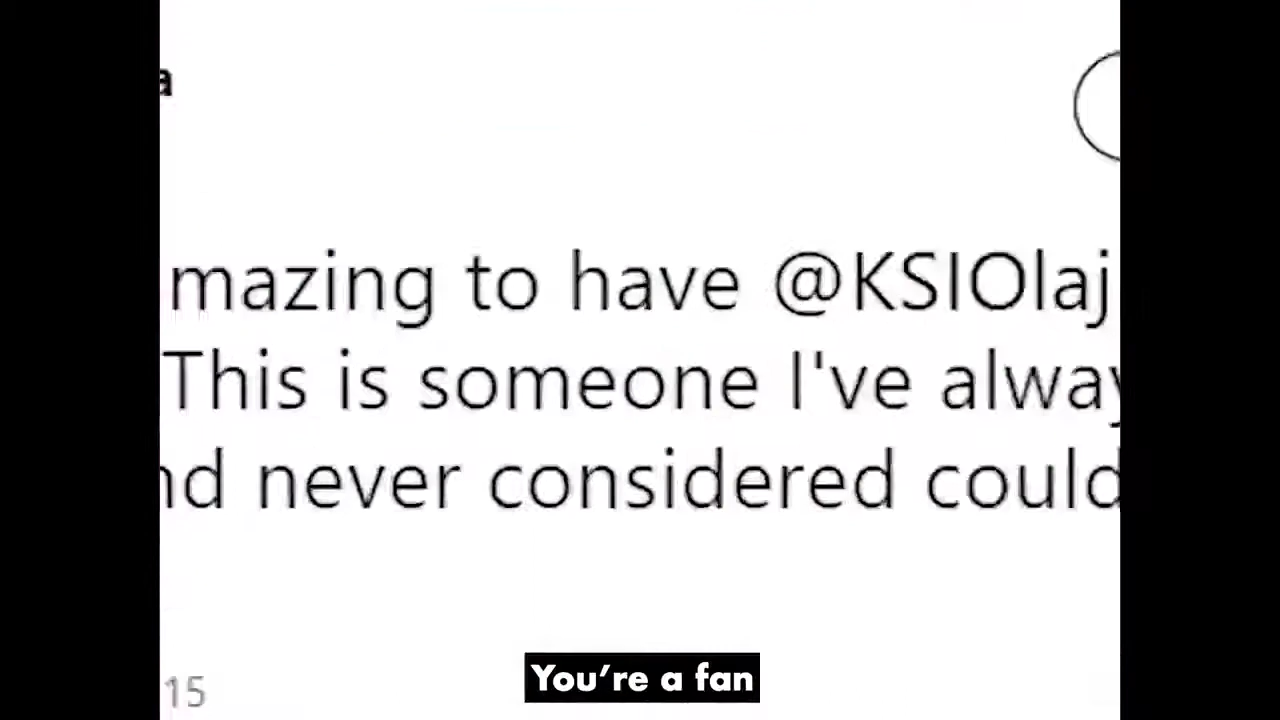 a
mazing to have @KSIOlaj
This is someone I've alway
nd never considered could
15
You're a fan